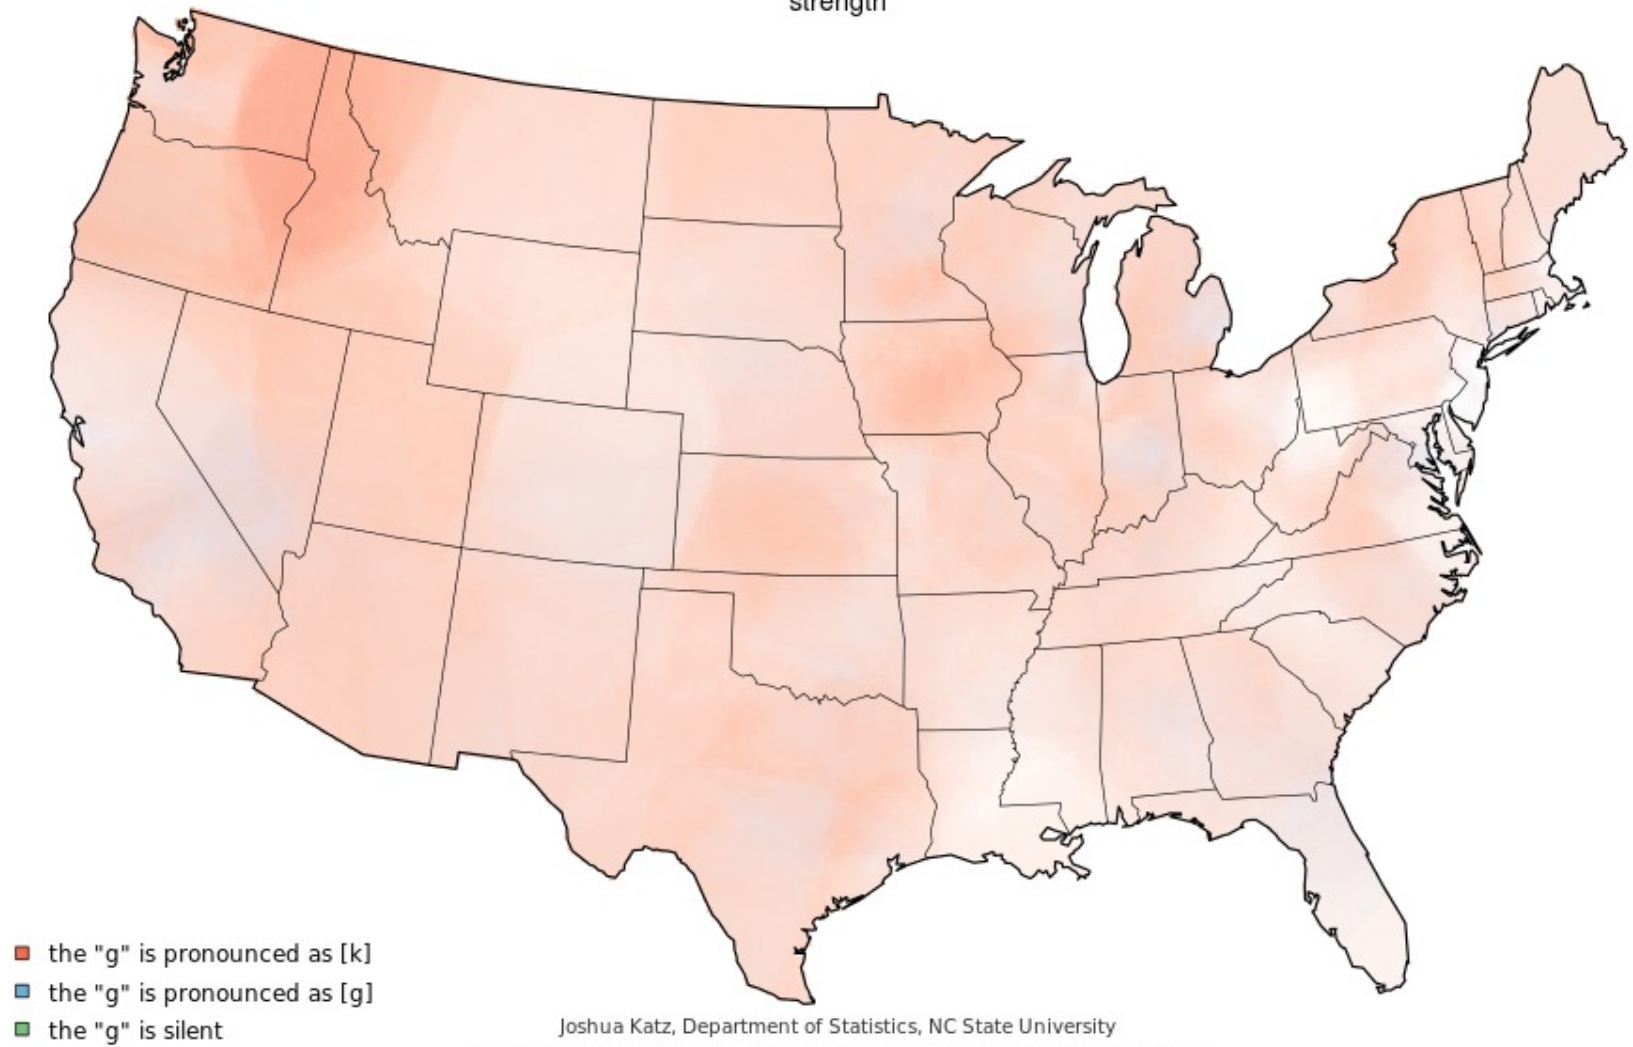 strength
the "g" is pronounced as [k]
the "g" is pronounced as [g]
the "g" is silent
Joshua Katz, Department of Statistics, NC State University